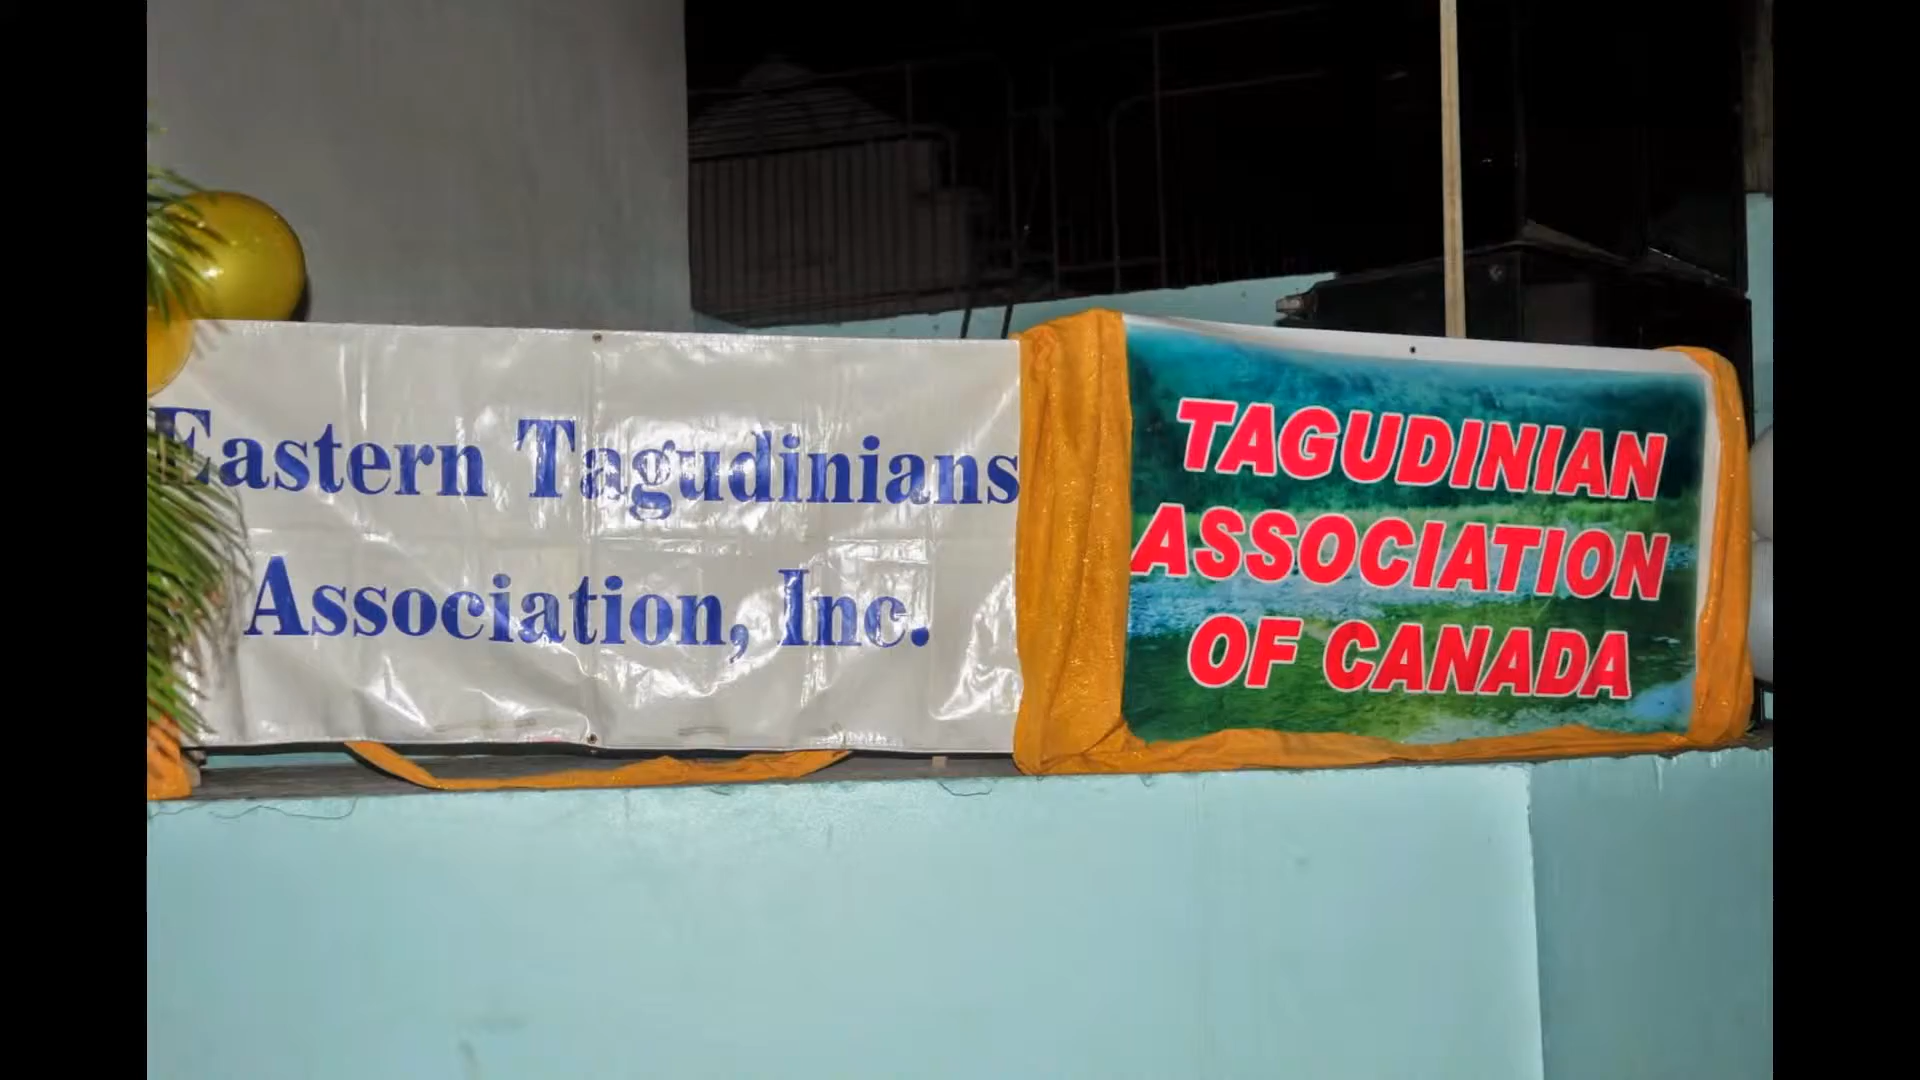 Eastern Tagudinians
Association, Inc.
TAGUDINIAN
ASSOCIATION
OF CANADA